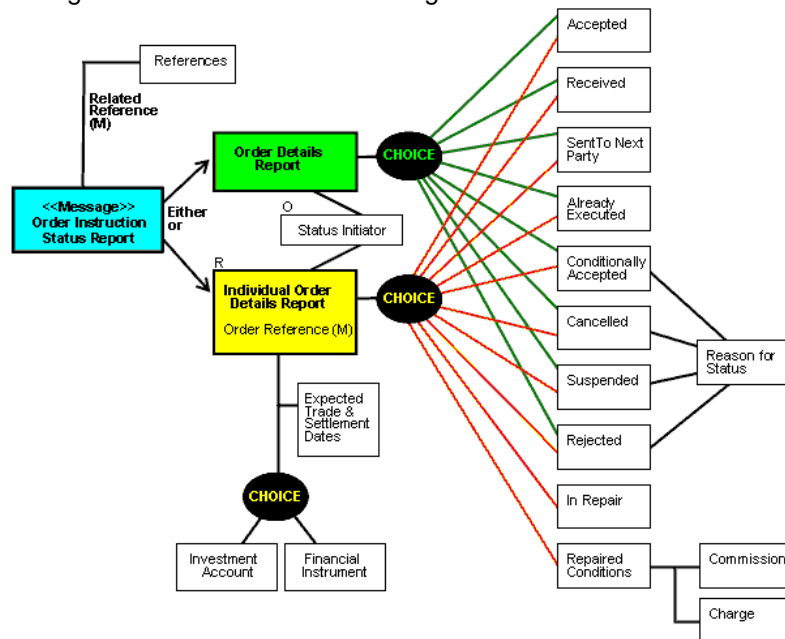 References
Related
Reference
(M)
<<Message>>
Order Instruction
Status Report
Either
or
Order Details
Report
CHOICE
O
Status Initiator
R
Individual Order
Details Report
Order Reference (M)
CHOICE
Expected
Trade &
Settlement
Dates
CHOICE
Investment
Account
Financial
Instrument
Accepted
Received
SentTo Next
Party
Already
Executed
Conditionally
Accepted
Cancelled
Suspended
Rejected
In Repair
Repaired
Conditions
Reason for
Status
Commission
Charge